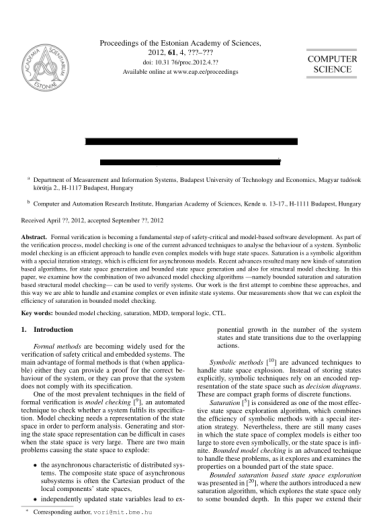 Proceedings of the Estonian Academy of Sciences,
2012, 61, 4, ???–???
doi: 10.31 76/proc.2012.4.??
Available online at www.eap.ee/proceedings
COMPUTER
SCIENCE
a Department of Measurement and Information Systems, Budapest University of Technology and Economics, Magyar tudósok
körútja 2., H-1117 Budapest, Hungary
b Computer and Automation Research Institute, Hungarian Academy of Sciences, Kende u. 13-17., H-1111 Budapest, Hungary
Received April ??, 2012, accepted September ??, 2012
Abstract. Formal verification is becoming a fundamental step of safety-critical and model-based software development. As part of
the verification process, model checking is one of the current advanced techniques to analyse the behaviour of a system. Symbolic
model checking is an efficient approach to handle even complex models with huge state spaces. Saturation is a symbolic algorithm
with a special iteration strategy, which is efficient for asynchronous models. Recent advances resulted many new kinds of saturation
based algorithms, for state space generation and bounded state space generation and also for structural model checking. In this
paper, we examine how the combination of two advanced model checking algorithms —namely bounded saturation and saturation
based structural model checking— can be used to verify systems. Our work is the first attempt to combine these approaches, and
this way we are able to handle and examine complex or even infinite state systems. Our measurements show that we can exploit the
efficiency of saturation in bounded model checking.
Key words: bounded model checking, saturation, MDD, temporal logic, CTL.
1. Introduction
Formal methods are becoming widely used for the
verification of safety critical and embedded systems. The
main advantage of formal methods is that (when applica-
ble) either they can provide a proof for the correct be-
haviour of the system, or they can prove that the system
does not comply with its specification.
One of the most prevalent techniques in the field of
formal verification is model checking [9], an automated
technique to check whether a system fulfils its specifica-
tion. Model checking needs a representation of the state
space in order to perform analysis. Generating and stor-
ing the state space representation can be difficult in cases
when the state space is very large. There are two main
problems causing the state space to explode:
• the asynchronous characteristic of distributed sys-
tems. The composite state space of asynchronous
subsystems is often the Cartesian product of the
local components' state spaces,
• independently updated state variables lead to ex-
* Corresponding author, vori@mit.bme.hu
ponential growth in the number of the system
states and state transitions due to the overlapping
actions.
Symbolic methods [10] are advanced techniques to
handle state space explosion. Instead of storing states
explicitly, symbolic techniques rely on an encoded rep-
resentation of the state space such as decision diagrams.
These are compact graph forms of discrete functions.
Saturation [7] is considered as one of the most effec-
tive state space exploration algorithm, which combines
the efficiency of symbolic methods with a special iter-
ation strategy. Nevertheless, there are still many cases
in which the state space of complex models is either too
large to store even symbolically, or the state space is infi-
nite. Bounded model checking is an advanced technique
to handle these problems, as it explores and examines the
properties on a bounded part of the state space.
Bounded saturation based state space exploration
was presented in [20], where the authors introduced a new
saturation algorithm, which explores the state space only
to some bounded depth. In this paper we extend their